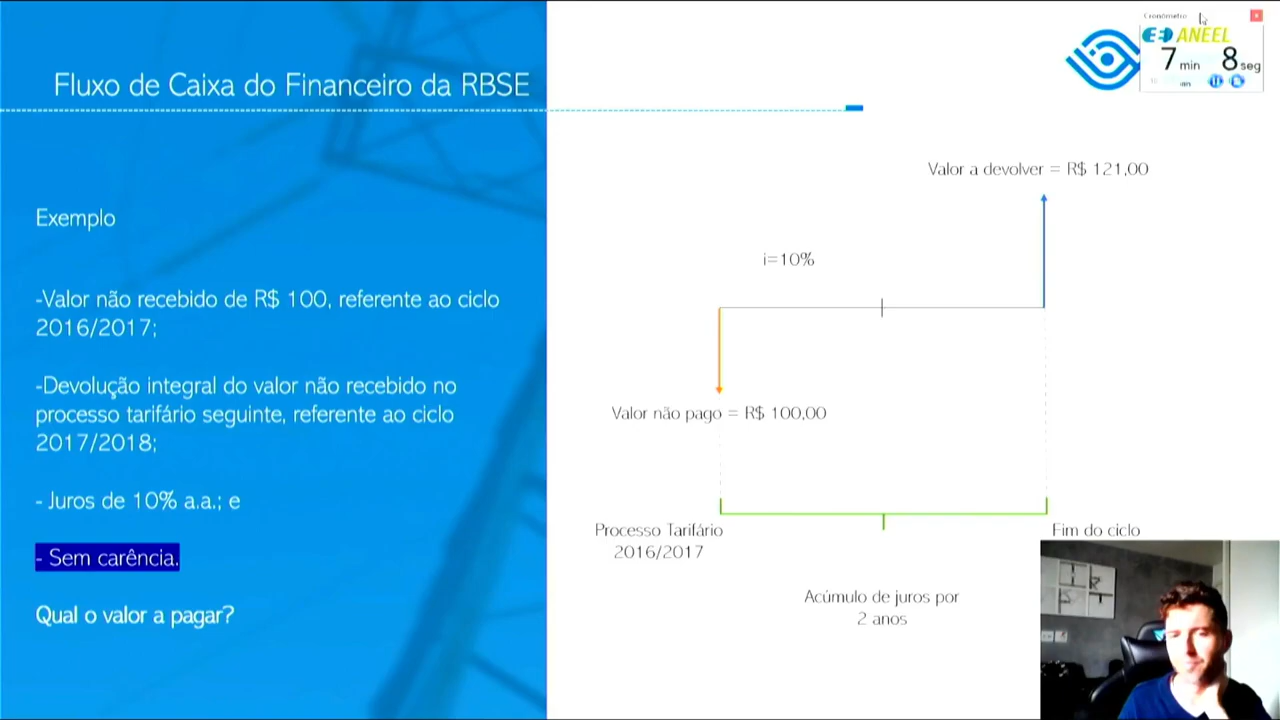 Cronômetro
ANEEL
7 min 8 seg
Fluxo de Caixa do Financeiro da RBSE
Exemplo
-Valor não recebido de R$ 100, referente ao ciclo
2016/2017;
-Devolução integral do valor não recebido no
processo tarifário seguinte, referente ao ciclo
2017/2018;
- Juros de 10% a.a.; e
- Sem carência.
Qual o valor a pagar?
Valor a devolver = R$ 121,00
i=10%
Valor não pago = R$ 100,00
Processo Tarifário
2016/2017
Fim do ciclo
Acúmulo de juros por
2 anos